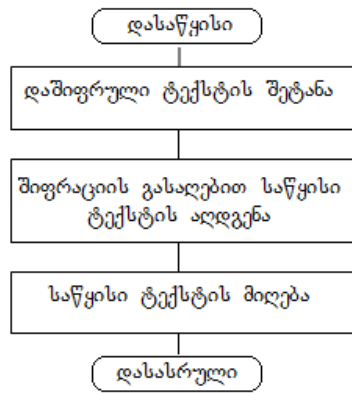 დასაწყისი
დაშიფრული ტექსტის შეტანა
შიფრაციის გასაღებით საწყისი
ტექსტის აღდგენა
საწყისი ტექსტის მიღება
დასასრული